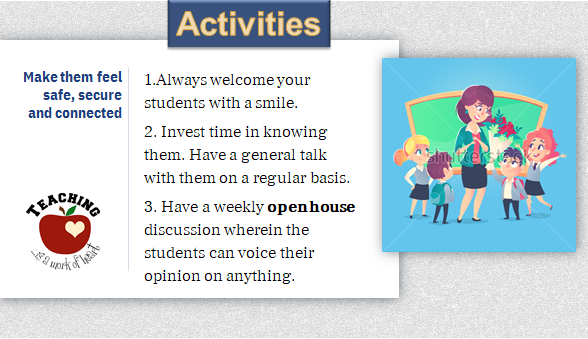 Activities
Make them feel
safe, secure
and connected
1.Always welcome your
students with a smile.
2. Invest time in knowing
them. Have a general talk
with them on a regular basis.
3. Have a weekly open house
discussion wherein the
students can voice their
opinion on anything.
TEACHING
...is a work of heart
shutterstock